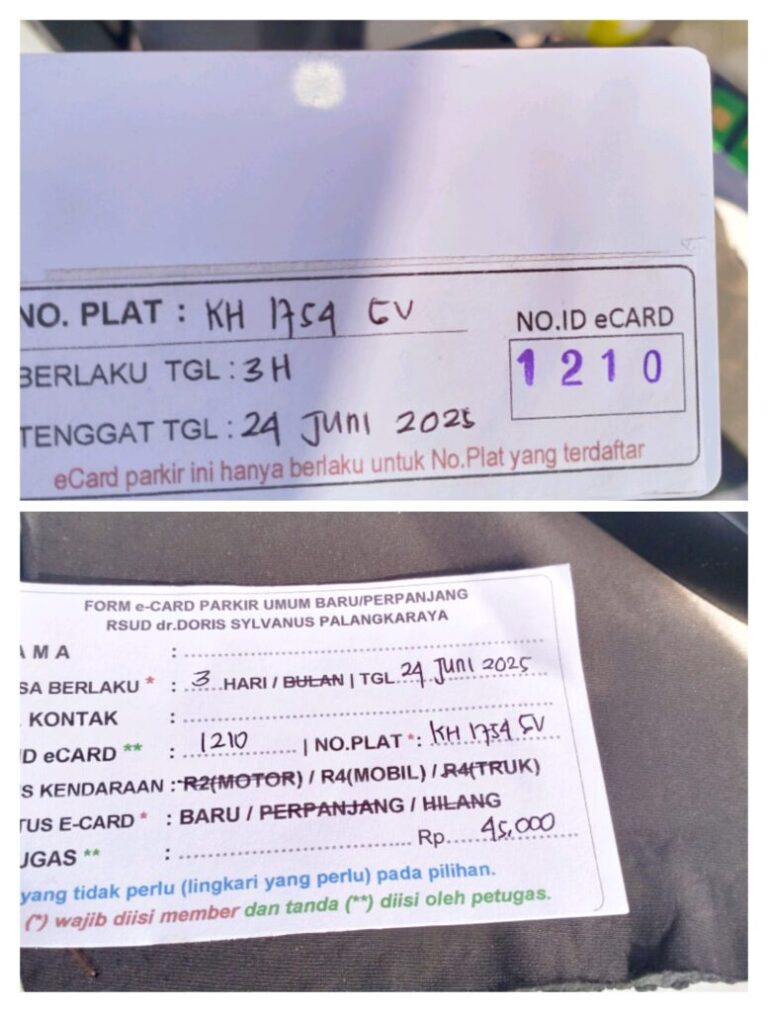 NO. PLAT : KH 1754 EV
NO.ID eCARD
1210
BERLAKU TGL : 3 H
TENGGAT TGL : 24 JUNI 2025
eCard parkir ini hanya berlaku untuk No.Plat yang terdaftar
FORM e-CARD PARKIR UMUM BARU/PERPANJANG
RSUD dr.DORIS SYLVANUS PALANGKARAYA
AMA :
SA BERLAKU * : 3 HARI / BULAN | TGL 24 JUNI 2025
KONTAK :
D eCARD ** : 1210 | NO.PLAT *: KH 1754 EV
S KENDARAAN : R2(MOTOR) / R4(MOBIL) / R4(TRUK)
TUS E-CARD * : BARU / PERPANJANG / HILANG
UGAS ** : Rp. 45,000
yang tidak perlu (lingkari yang perlu) pada pilihan.
(*) wajib diisi member dan tanda (**) diisi oleh petugas.